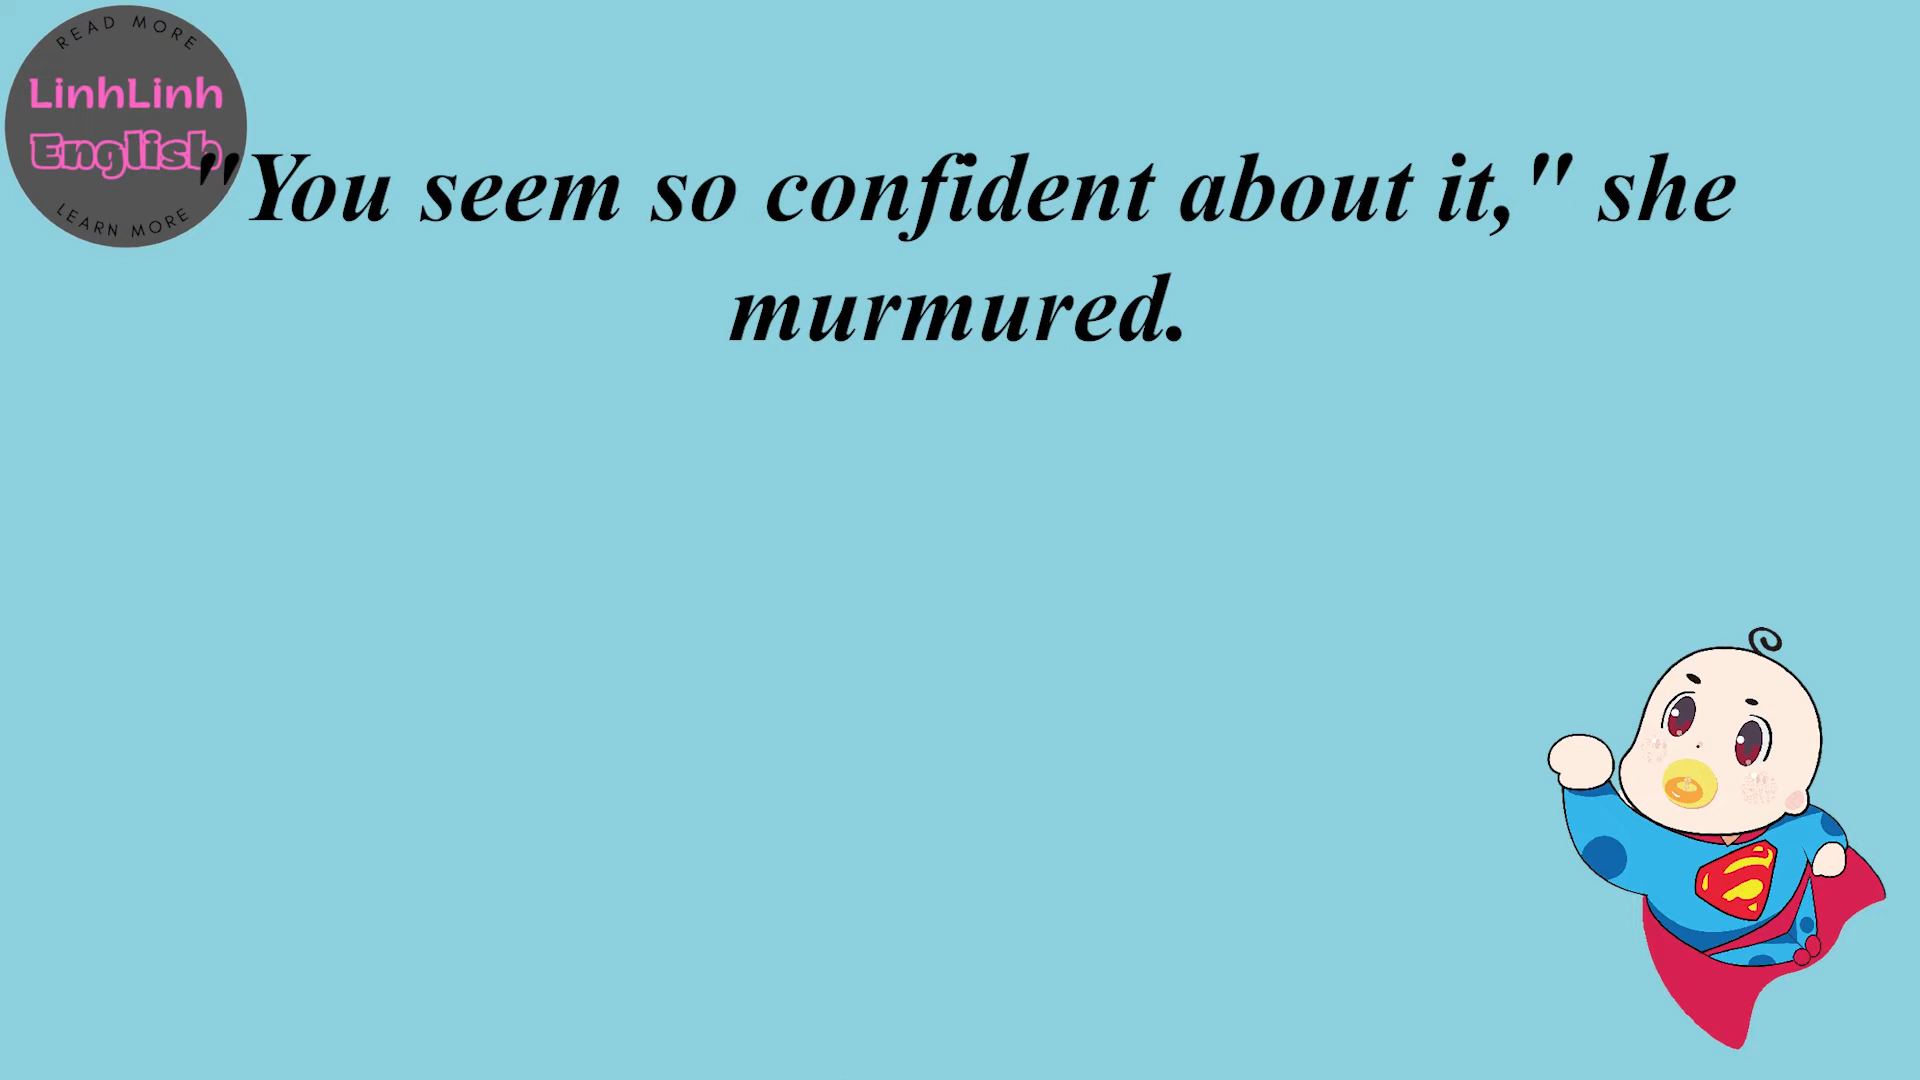 READ MORE
LinhLinh
English
LEARN MORE
"You seem so confident about it," she
murmured.